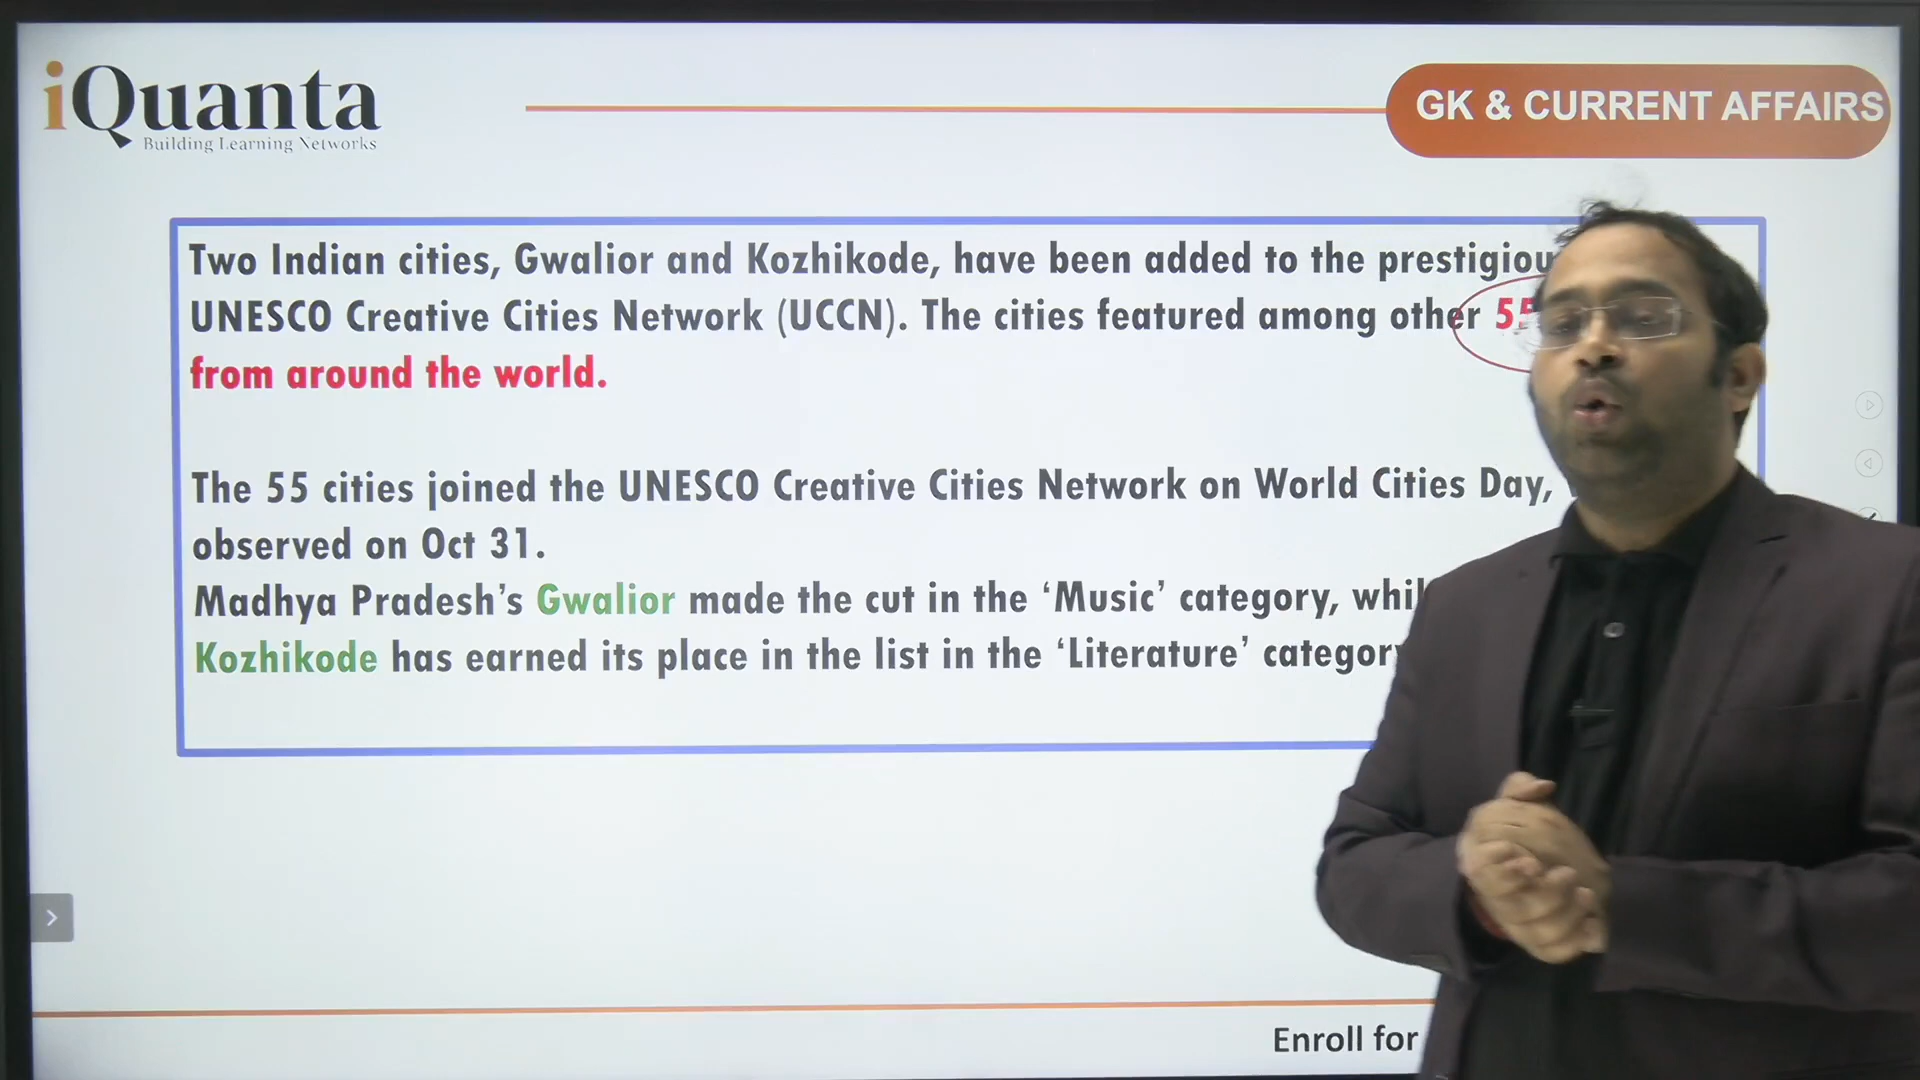 iQuanta
Building Learning Networks
GK & CURRENT AFFAIRS
Two Indian cities, Gwalior and Kozhikode, have been added to the
UNESCO Creative Cities Network (UCCN). The cities featured among other
from around the world.
The 55 cities joined the UNESCO Creative Cities Network on World Cities Day,
observed on Oct 31.
Madhya Pradesh's Gwalior made the cut in the ‘Music’ category,
Kozhikode has earned its place in the list in the ‘Literature’
Enroll for